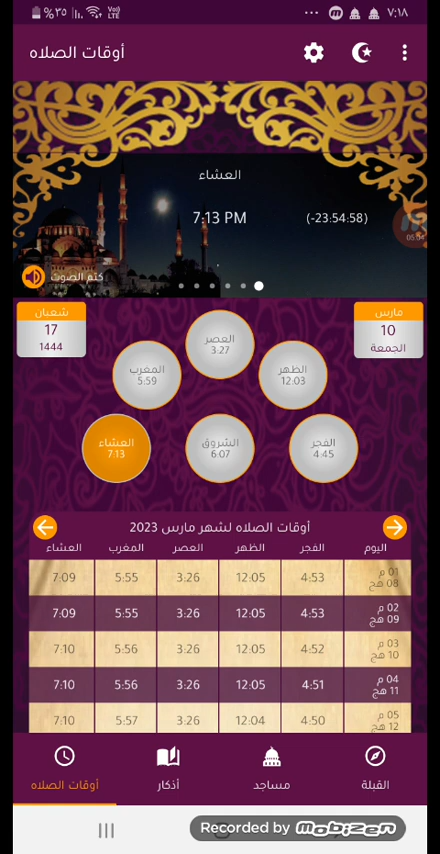 %٣٥ Vo)) LTE ٧:١٨
أوقات الصلاه
العشاء
7:13 PM (-23:54:58)
05:04
كتم الصوت
مارس
10
الجمعة
شعبان
17
1444
العصر
3:27
المغرب
5:59
الظهر
12:03
العشاء
7:13
الشروق
6:07
الفجر
4:45
أوقات الصلاه لشهر مارس 2023
اليوم الفجر الظهر العصر المغرب العشاء
01 م
08 هج
4:53 12:05 3:26 5:55 7:09
02 م
09 هج
4:53 12:05 3:26 5:55 7:09
03 م
10 هج
4:52 12:05 3:26 5:56 7:10
04 م
11 هج
4:51 12:05 3:26 5:56 7:10
05 م
12 هج
4:50 12:04 3:26 5:57 7:10
القبلة مساجد أذكار أوقات الصلاه
Recorded by Mobizen